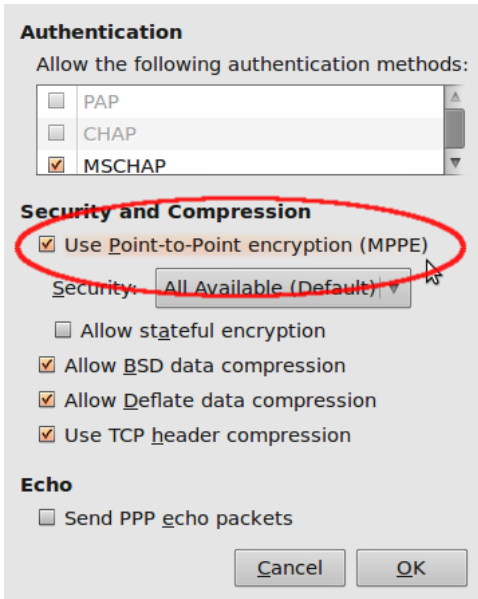 Authentication
Allow the following authentication methods:
PAP
CHAP
MSCHAP
Security and Compression
Use Point-to-Point encryption (MPPE)
Security: All Available (Default)
Allow stateful encryption
Allow BSD data compression
Allow Deflate data compression
Use TCP header compression
Echo
Send PPP echo packets
Cancel OK